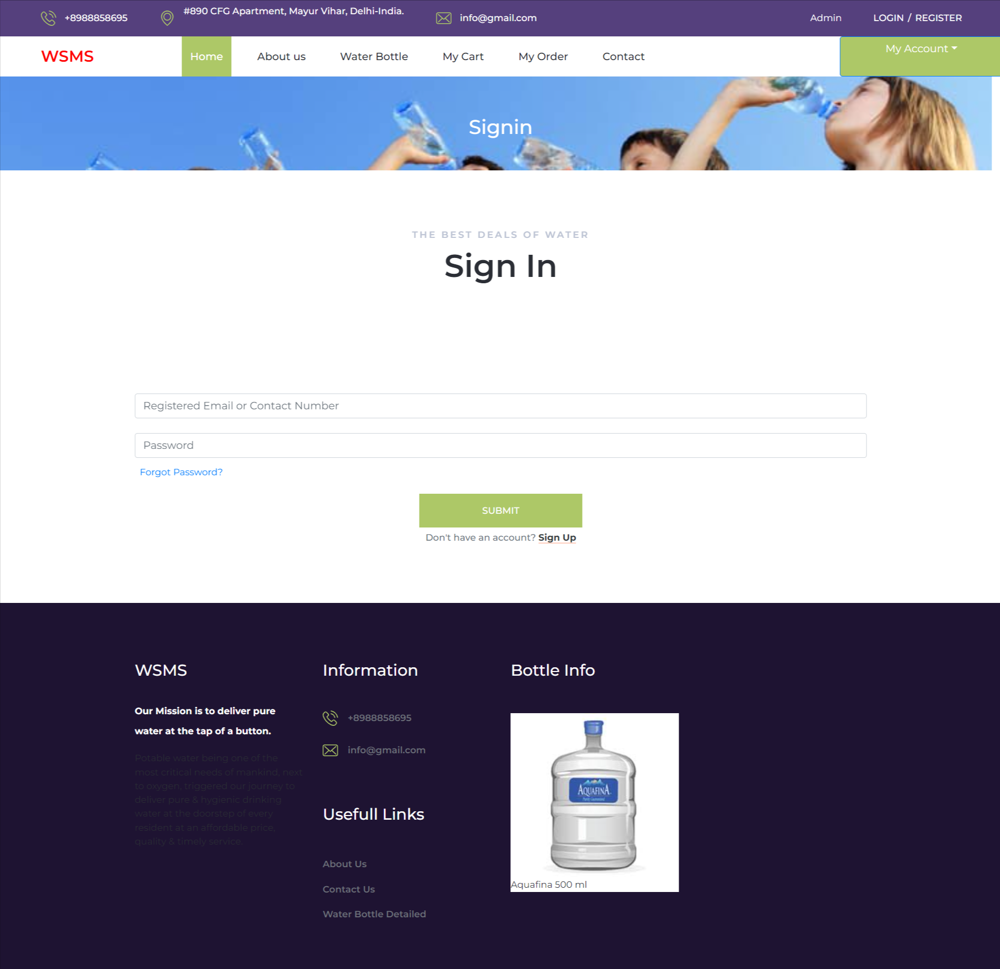 +8988858695
#890 CFG Apartment, Mayur Vihar, Delhi-India.
info@gmail.com
Admin
LOGIN / REGISTER
WSMS
Home
About us
Water Bottle
My Cart
My Order
Contact
My Account
Signin
THE BEST DEALS OF WATER
Sign In
Registered Email or Contact Number
Password
Forgot Password?
SUBMIT
Don't have an account? Sign Up
WSMS
Our Mission is to deliver pure
water at the tap of a button.
Potable water being one of the
most critical needs of mankind, next
to oxygen, triggered our journey to
deliver pure & hygienic drinking
water at the doorstep of every
resident at an affordable price,
quality & timely service.
Information
+8988858695
info@gmail.com
Usefull Links
About Us
Contact Us
Water Bottle Detailed
Bottle Info
AQUAFINA
Aquafina 500 ml